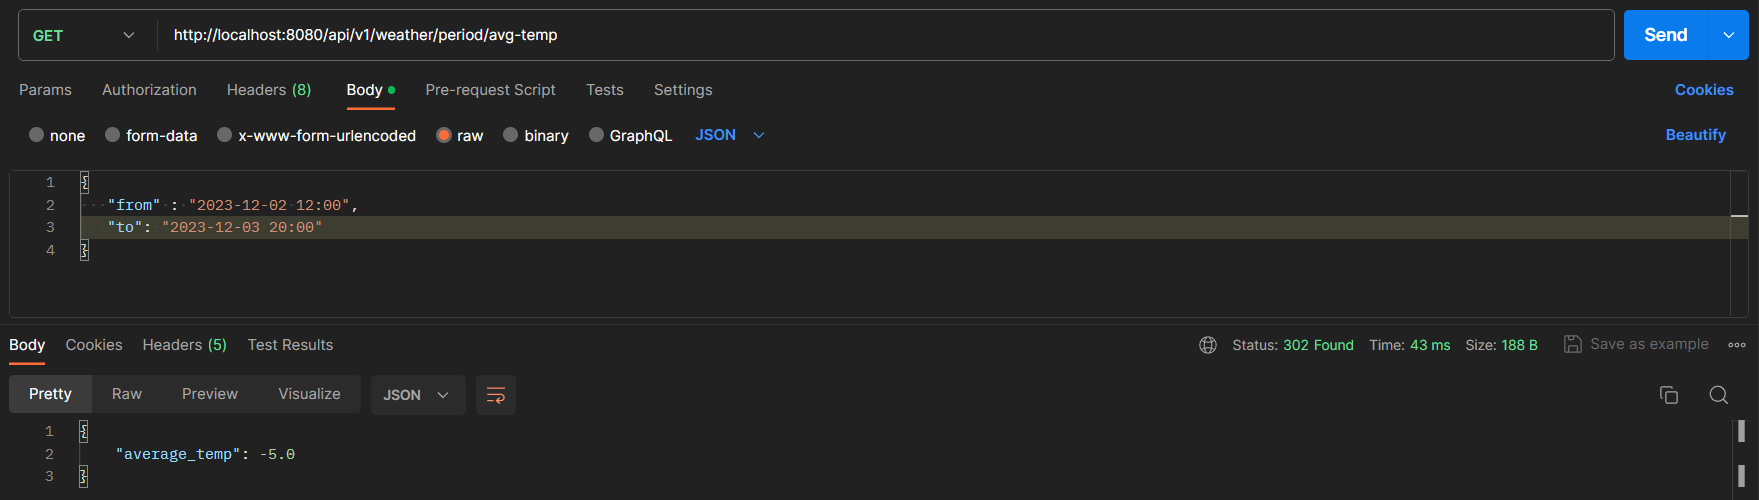 GET http://localhost:8080/api/v1/weather/period/avg-temp Send
Params Authorization Headers (8) Body Pre-request Script Tests Settings Cookies
none form-data x-www-form-urlencoded raw binary GraphQL JSON Beautify
1 {
2 "from" : "2023-12-02 12:00",
3 "to": "2023-12-03 20:00"
4 }
Body Cookies Headers (5) Test Results Status: 302 Found Time: 43 ms Size: 188 B Save as example
Pretty Raw Preview Visualize JSON
1 {
2 "average_temp": -5.0
3 }